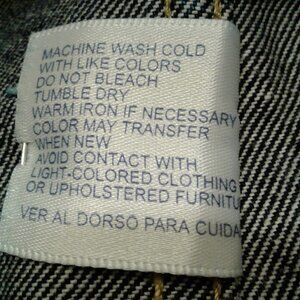 MACHINE WASH COLD
WITH LIKE COLORS
DO NOT BLEACH
TUMBLE DRY
WARM IRON IF NECESSARY
COLOR MAY TRANSFER
WHEN NEW
AVOID CONTACT WITH
LIGHT-COLORED CLOTHING
OR UPHOLSTERED FURNITU
VER AL DORSO PARA CUIDA